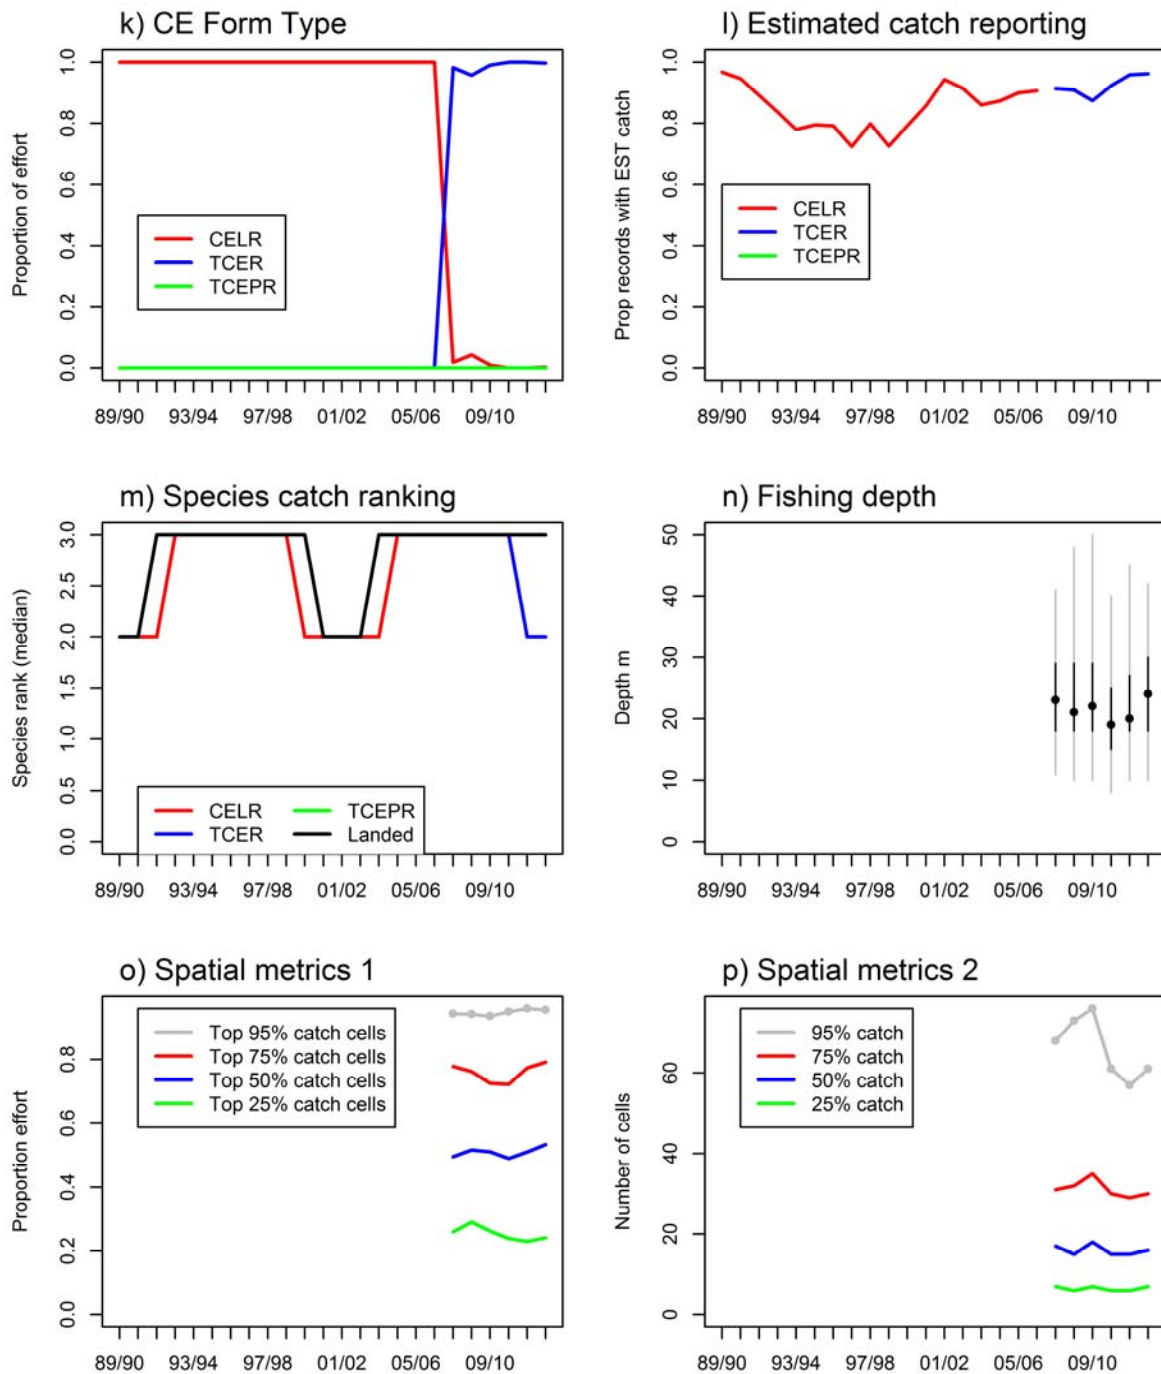 k) CE Form Type
Proportion of effort
1.0
0.8
0.6
0.4
0.2
0.0
CELR
TCER
TCEPR
89/90 93/94 97/98 01/02 05/06 09/10
l) Estimated catch reporting
Prop records with EST catch
1.0
0.8
0.6
0.4
0.2
0.0
CELR
TCER
TCEPR
89/90 93/94 97/98 01/02 05/06 09/10
m) Species catch ranking
Species rank (median)
3.0
2.5
2.0
1.5
1.0
0.5
0.0
CELR TCEPR
TCER Landed
89/90 93/94 97/98 01/02 05/06 09/10
n) Fishing depth
Depth m
50
40
30
20
10
0
89/90 93/94 97/98 01/02 05/06 09/10
o) Spatial metrics 1
Proportion effort
0.8
0.6
0.4
0.2
0.0
Top 95% catch cells
Top 75% catch cells
Top 50% catch cells
Top 25% catch cells
89/90 93/94 97/98 01/02 05/06 09/10
p) Spatial metrics 2
Number of cells
60
40
20
0
95% catch
75% catch
50% catch
25% catch
89/90 93/94 97/98 01/02 05/06 09/10